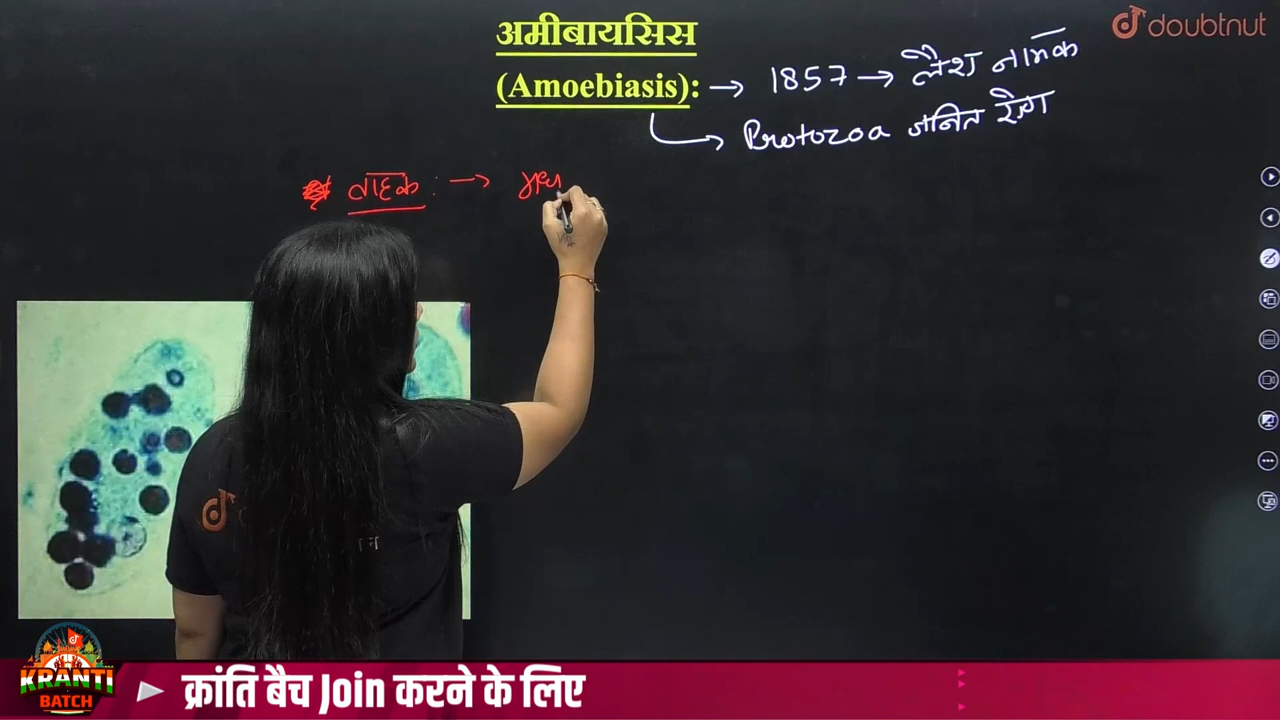 अमीबायसिस
doubtnut
(Amoebiasis): → 1857 → लैश नामक
→ Protozoa जनित रोग
वाहक : →
क्रांति बैच Join करने के लिए
KRANTI
BATCH